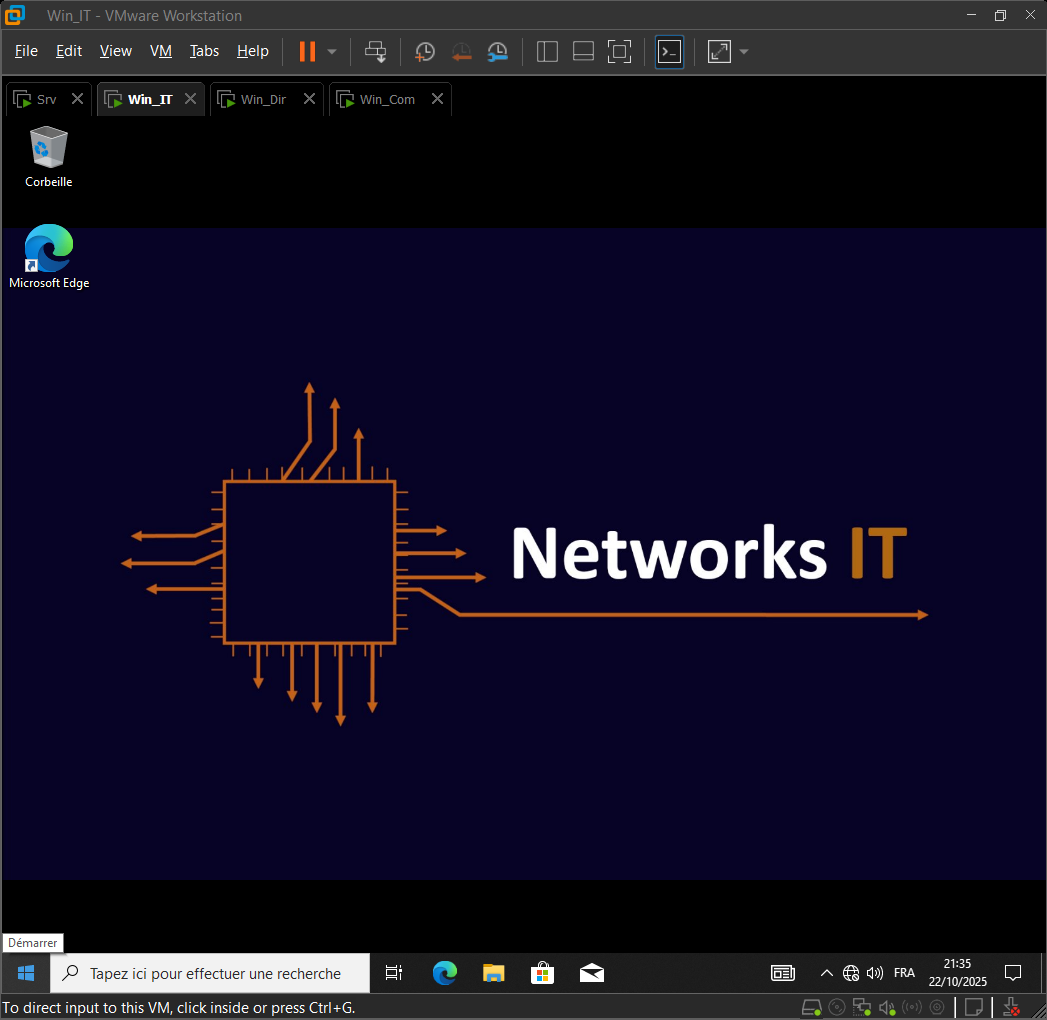 Win_IT - VMware Workstation
File Edit View VM Tabs Help
Srv Win_IT Win_Dir Win_Com
Corbeille
Microsoft Edge
Networks IT
Démarrer
Tapez ici pour effectuer une recherche
FRA
21:35
22/10/2025
To direct input to this VM, click inside or press Ctrl+G.